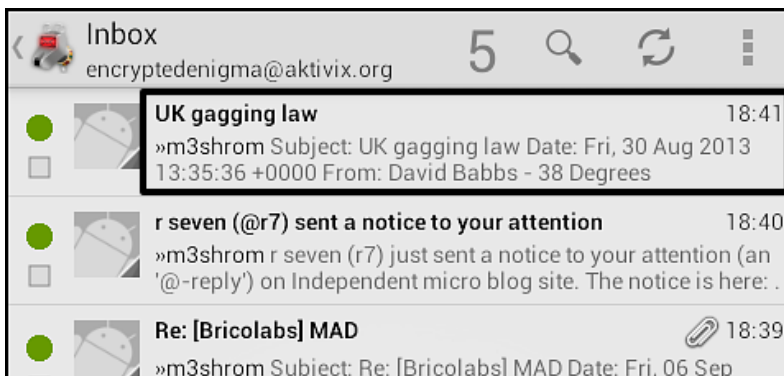 Inbox
encryptedenigma@aktivix.org
5
UK gagging law 18:41
»m3shrom Subject: UK gagging law Date: Fri, 30 Aug 2013
13:35:36 +0000 From: David Babbs - 38 Degrees
r seven (@r7) sent a notice to your attention 18:40
»m3shrom r seven (r7) just sent a notice to your attention (an
'@-reply') on Independent micro blog site. The notice is here: .
Re: [Bricolabs] MAD 18:39
»m3shrom Subject: Re: [Bricolabs] MAD Date: Fri, 06 Sep